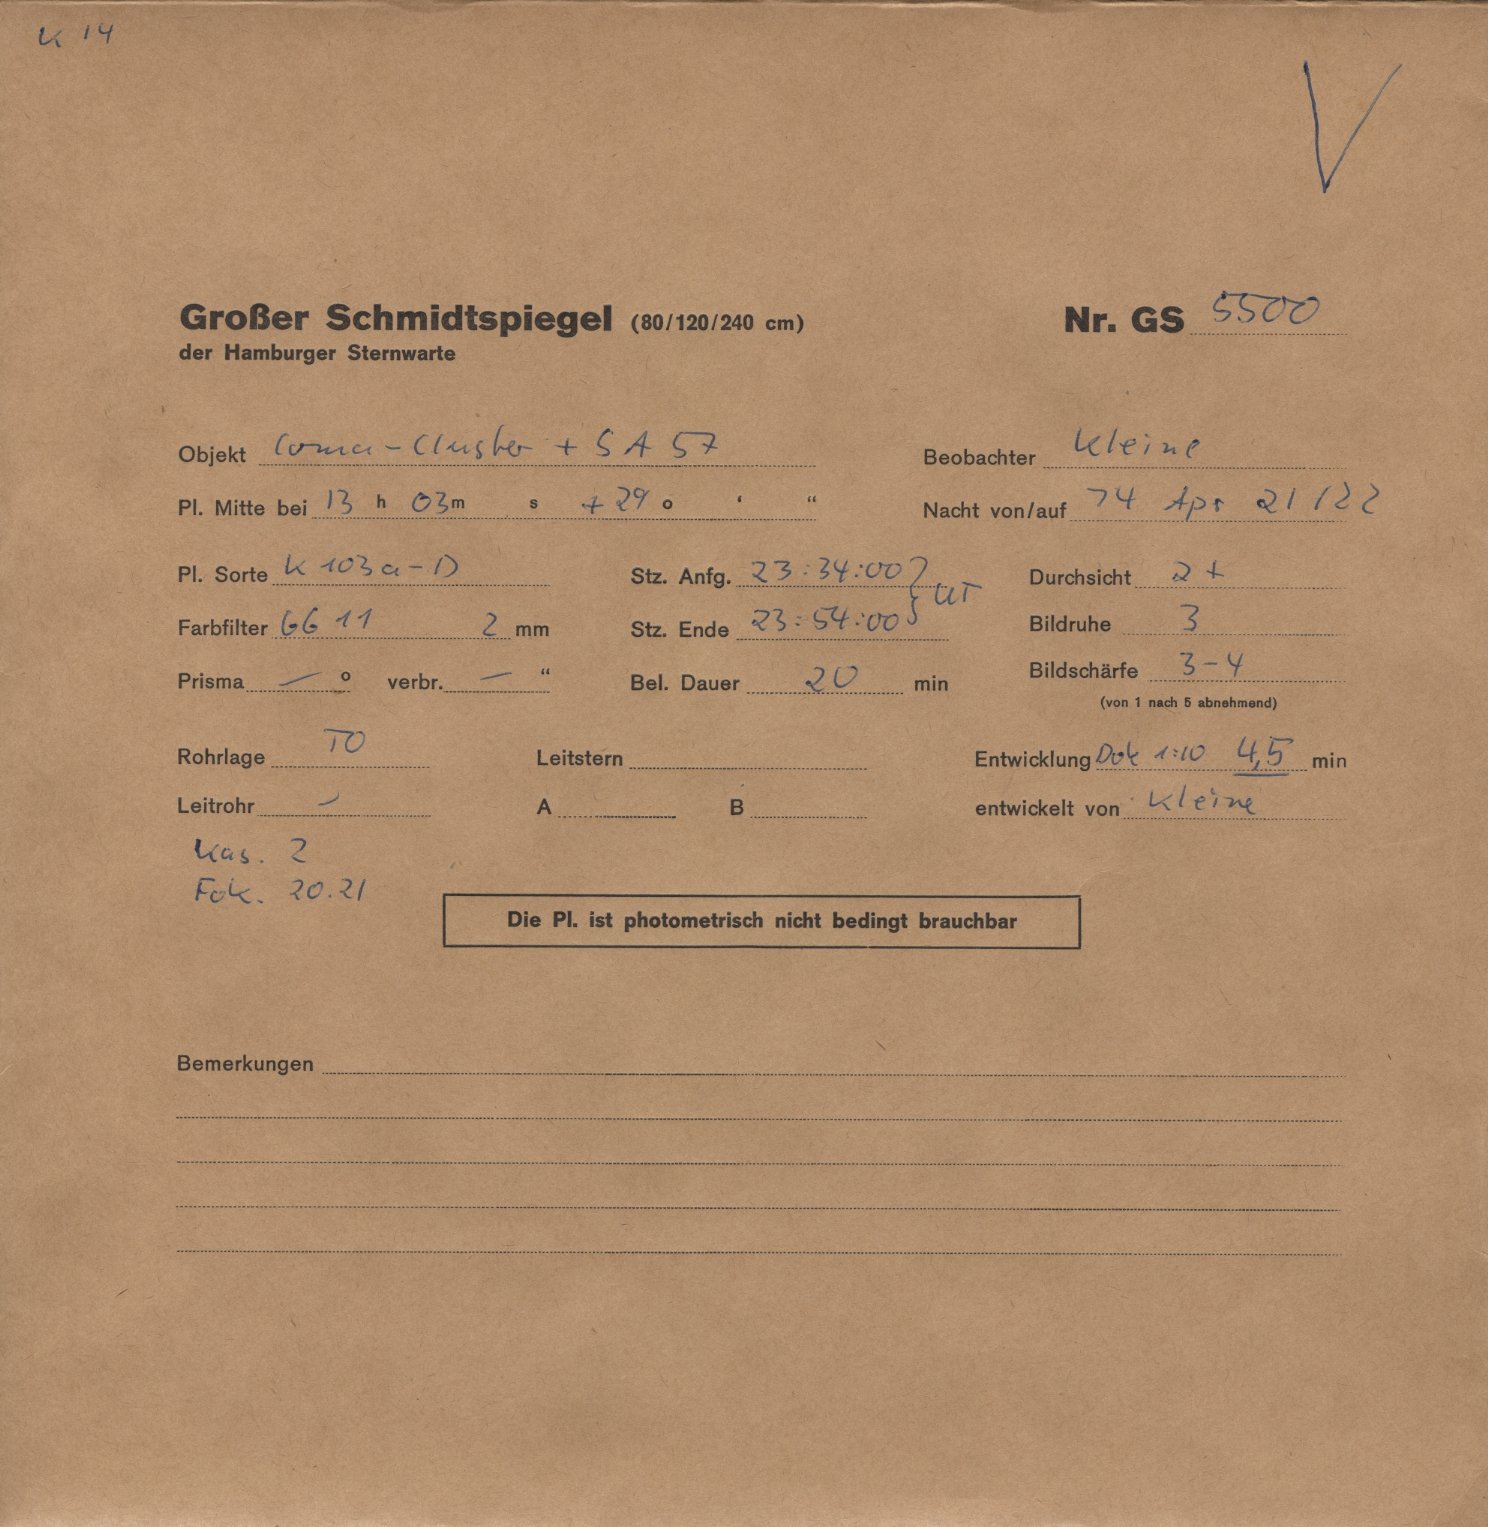 K 14
V
Großer Schmidtspiegel (80/120/240 cm) Nr. GS 5500
der Hamburger Sternwarte
Objekt Coma-Cluster + SA 57 Beobachter Kleine
Pl. Mitte bei 13 h 03 m s + 29 o ‘ “ Nacht von/auf 74 Apr 21/22
Pl. Sorte K 103a-D Stz. Anfg. 23:34:00 } UT Durchsicht 2+
Farbfilter GG 11 2 mm Stz. Ende 23:54:00 Bildruhe 3
Prisma — o verbr. — “ Bel. Dauer 20 min Bildschärfe 3-4
(von 1 nach 5 abnehmend)
Rohrlage TO Leitstern Entwicklung Dok 1:10 4,5 min
Leitrohr — A B entwickelt von Kleine
Kas. 2
Fok. 20.21
Die Pl. ist photometrisch nicht bedingt brauchbar
Bemerkungen